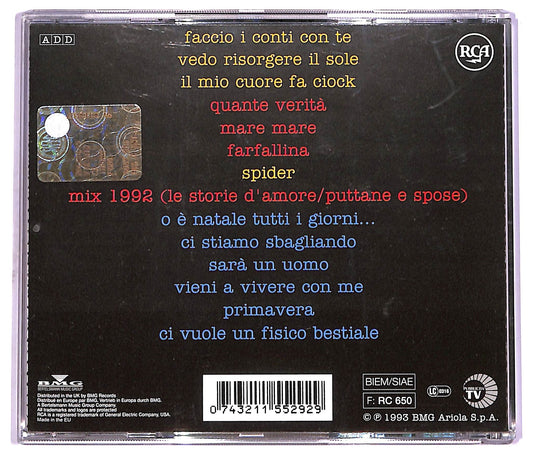 ADD
faccio i conti con te
vedo risorgere il sole
il mio cuore fa ciock
RCA
quante verità
mare mare
farfallina
spider
mix 1992 (le storie d'amore/puttane e spose)
o è natale tutti i giorni...
ci stiamo sbagliando
sarà un uomo
vieni a vivere con me
primavera
ci vuole un fisico bestiale
BMG
BERTELSMANN MUSIC GROUP
Distributed in the UK by BMG Records
Distribué en Europe par BMG, Vertrieb in Europa durch BMG.
A Bertelsmann Music Group Company.
All trademarks and logos are protected
RCA is a registered trademark of General Electric Company, USA.
Made in the EU
0 743211 552929
BIEM/SIAE
F: RC 650
LC 0316
TV
℗ © 1993 BMG Ariola S.p.A.